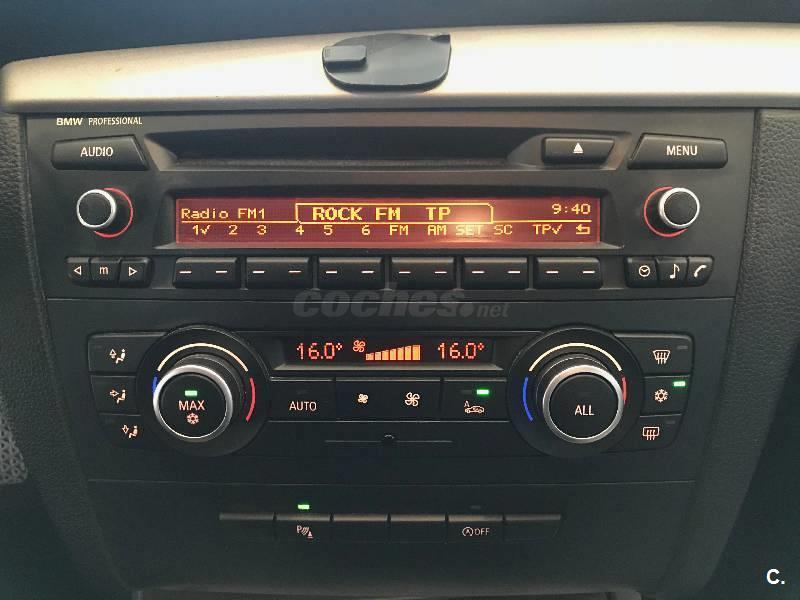 BMW PROFESSIONAL
AUDIO
MENU
Radio FM1 ROCK FM TP 9:40
1✓ 2 3 4 5 6 FM AM SET SC TP✓
m
coches.net
16.0° 16.0°
MAX
AUTO
A
ALL
P
OFF
C.